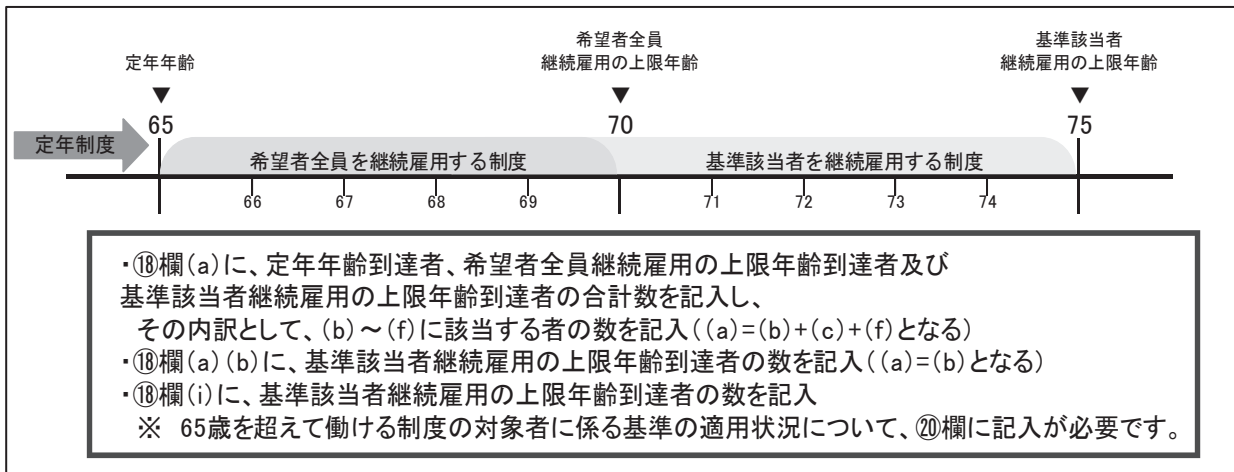 定年年齢
希望者全員
継続雇用の上限年齢
基準該当者
継続雇用の上限年齢
▼ ▼ ▼
65 70 75
定年制度
希望者全員を継続雇用する制度 基準該当者を継続雇用する制度
66 67 68 69 71 72 73 74
・⑱欄(a)に、定年年齢到達者、希望者全員継続雇用の上限年齢到達者及び
基準該当者継続雇用の上限年齢到達者の合計数を記入し、
その内訳として、(b)～(f)に該当する者の数を記入((a)=(b)+(c)+(f)となる)
・⑱欄(a)(b)に、基準該当者継続雇用の上限年齢到達者の数を記入((a)=(b)となる)
・⑱欄(i)に、基準該当者継続雇用の上限年齢到達者の数を記入
※ 65歳を超えて働ける制度の対象者に係る基準の適用状況について、⑳欄に記入が必要です。